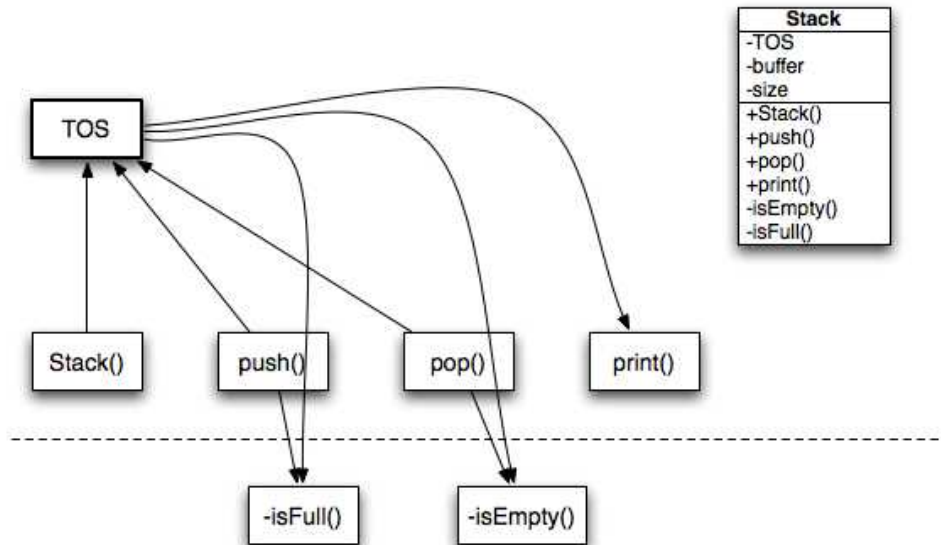 Stack
-TOS
-buffer
-size
+Stack()
+push()
+pop()
+print()
-isEmpty()
-isFull()
TOS
Stack()
push()
pop()
print()
-isFull()
-isEmpty()